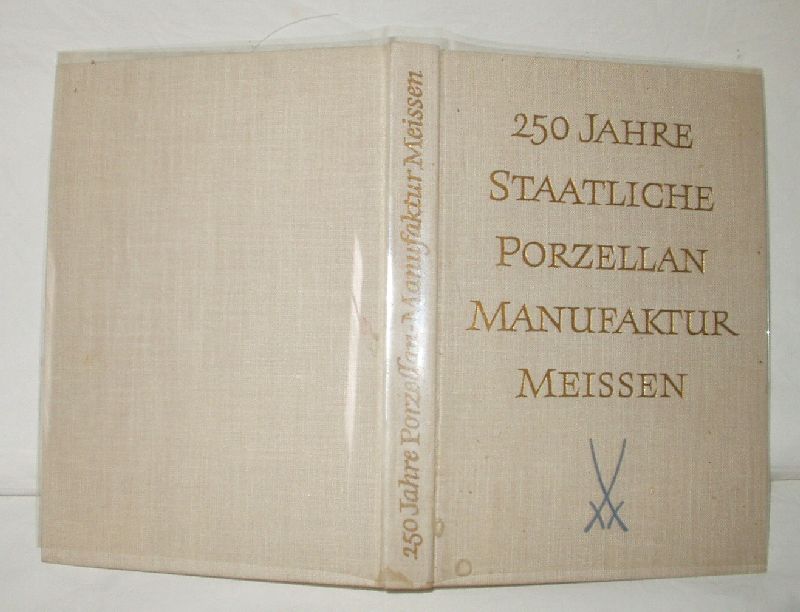 250 JAHRE
STAATLICHE
PORZELLAN
MANUFAKTUR
MEISSEN
250 Jahre Porzellan-Manufaktur Meissen